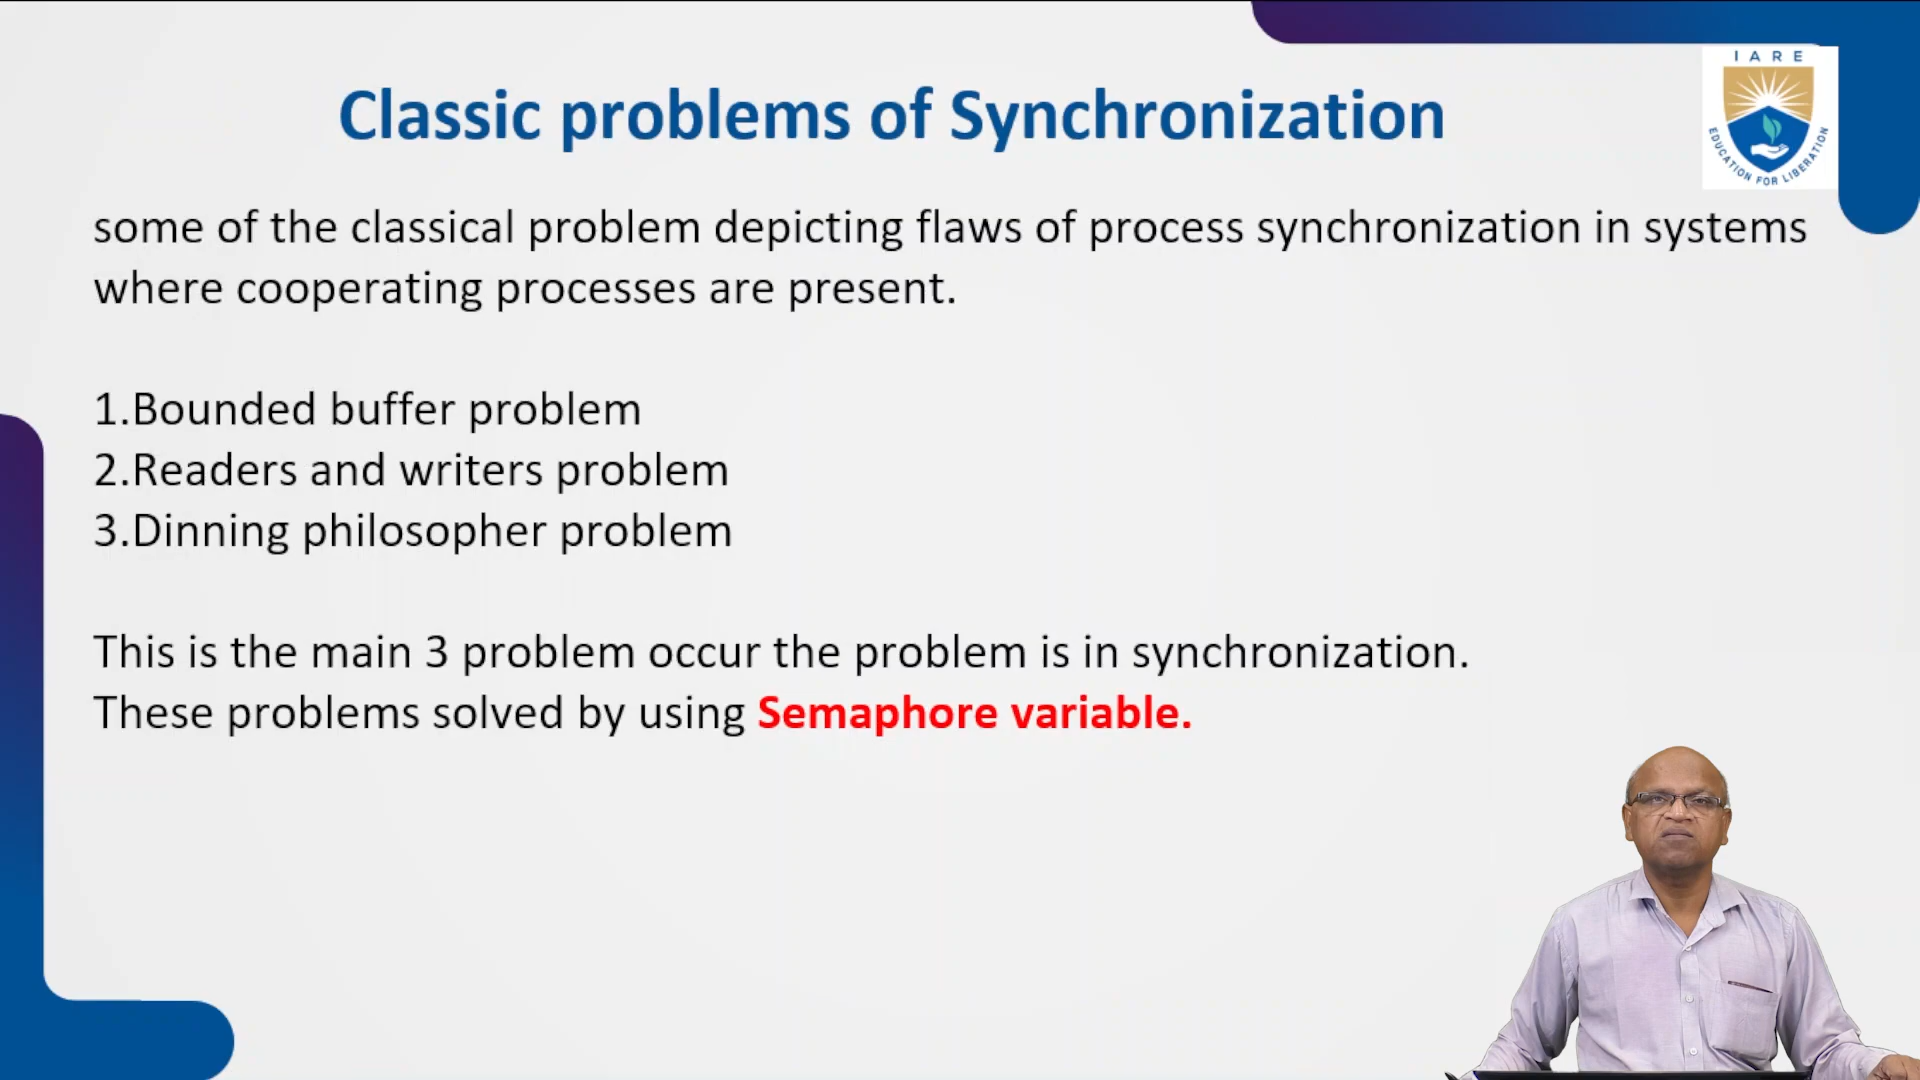 IARE
Classic problems of Synchronization
EDUCATION FOR LIBERATION
some of the classical problem depicting flaws of process synchronization in systems
where cooperating processes are present.
1.Bounded buffer problem
2.Readers and writers problem
3.Dinning philosopher problem
This is the main 3 problem occur the problem is in synchronization.
These problems solved by using Semaphore variable.